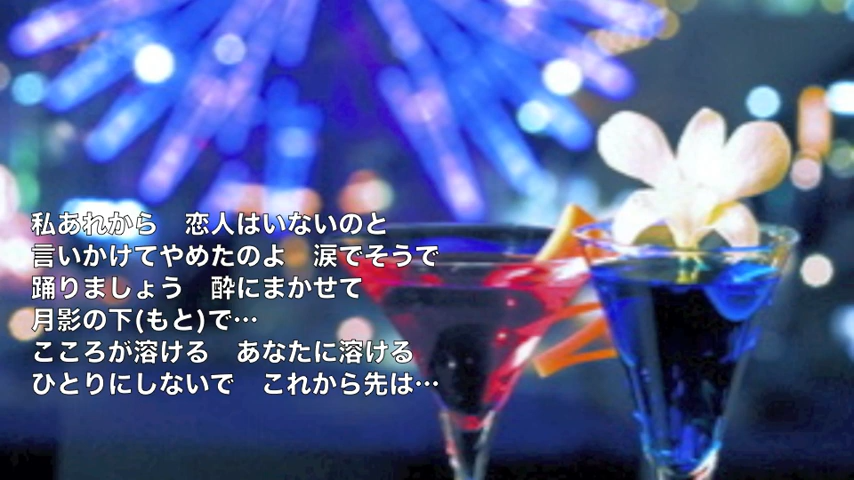 私あれから　恋人はいないのと
言いかけてやめたのよ　涙でそうで
踊りましょう　酔にまかせて
月影の下(もと)で…
こころが溶ける　あなたに溶ける
ひとりにしないで　これから先は…